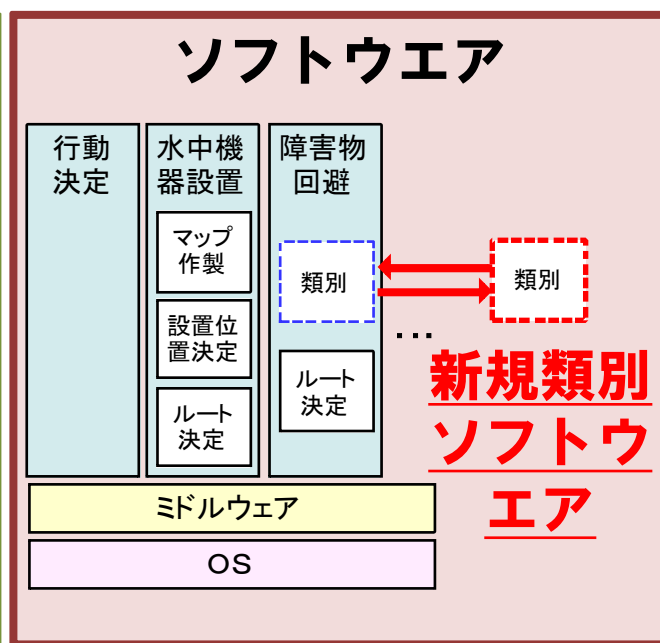 ソフトウエア
行動
決定
水中機
器設置
マップ
作製
設置位
置決定
ルート
決定
障害物
回避
類別
ルート
決定
類別
...
新規類別
ソフトウ
エア
ミドルウェア
OS